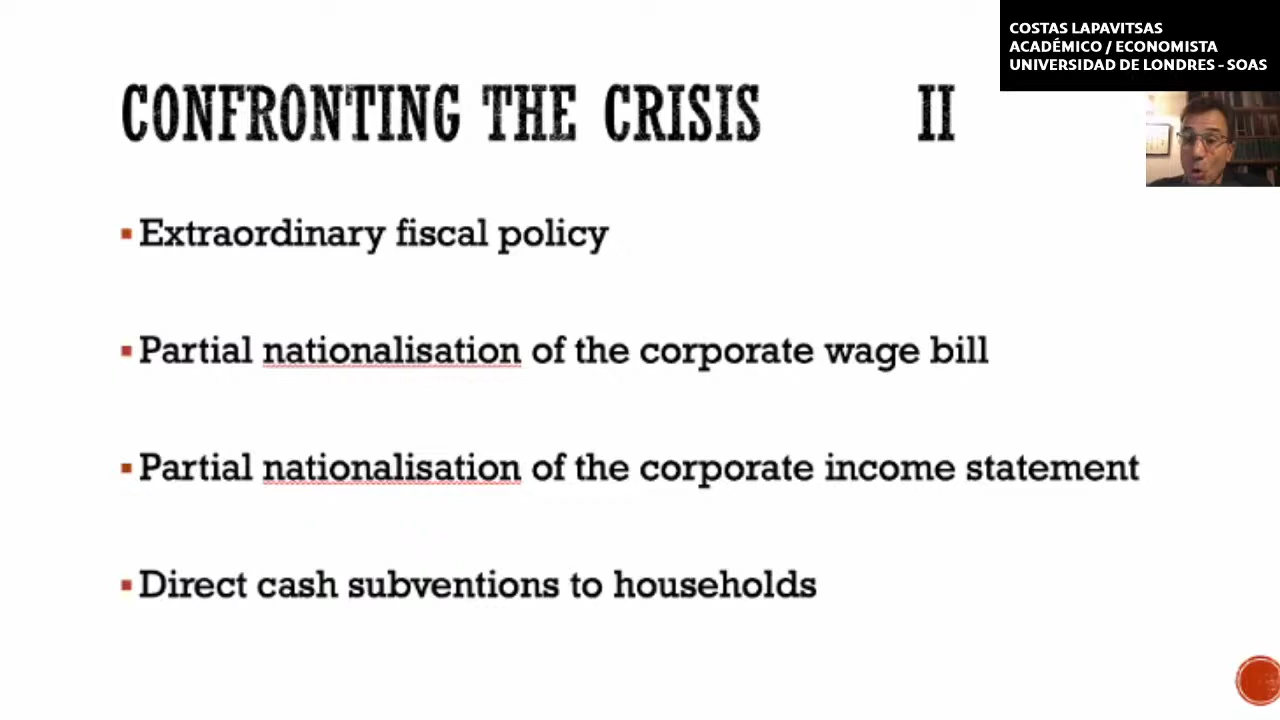 COSTAS LAPAVITSAS
ACADÉMICO / ECONOMISTA
UNIVERSIDAD DE LONDRES - SOAS
CONFRONTING THE CRISIS II
Extraordinary fiscal policy
Partial nationalisation of the corporate wage bill
Partial nationalisation of the corporate income statement
Direct cash subventions to households